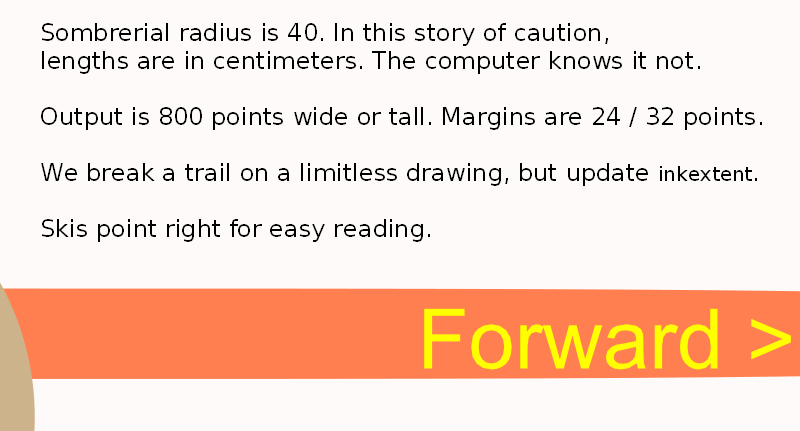 Sombrerial radius is 40. In this story of caution,
lengths are in centimeters. The computer knows it not.
Output is 800 points wide or tall. Margins are 24 / 32 points.
We break a trail on a limitless drawing, but update inkextent.
Skis point right for easy reading.
Forward >